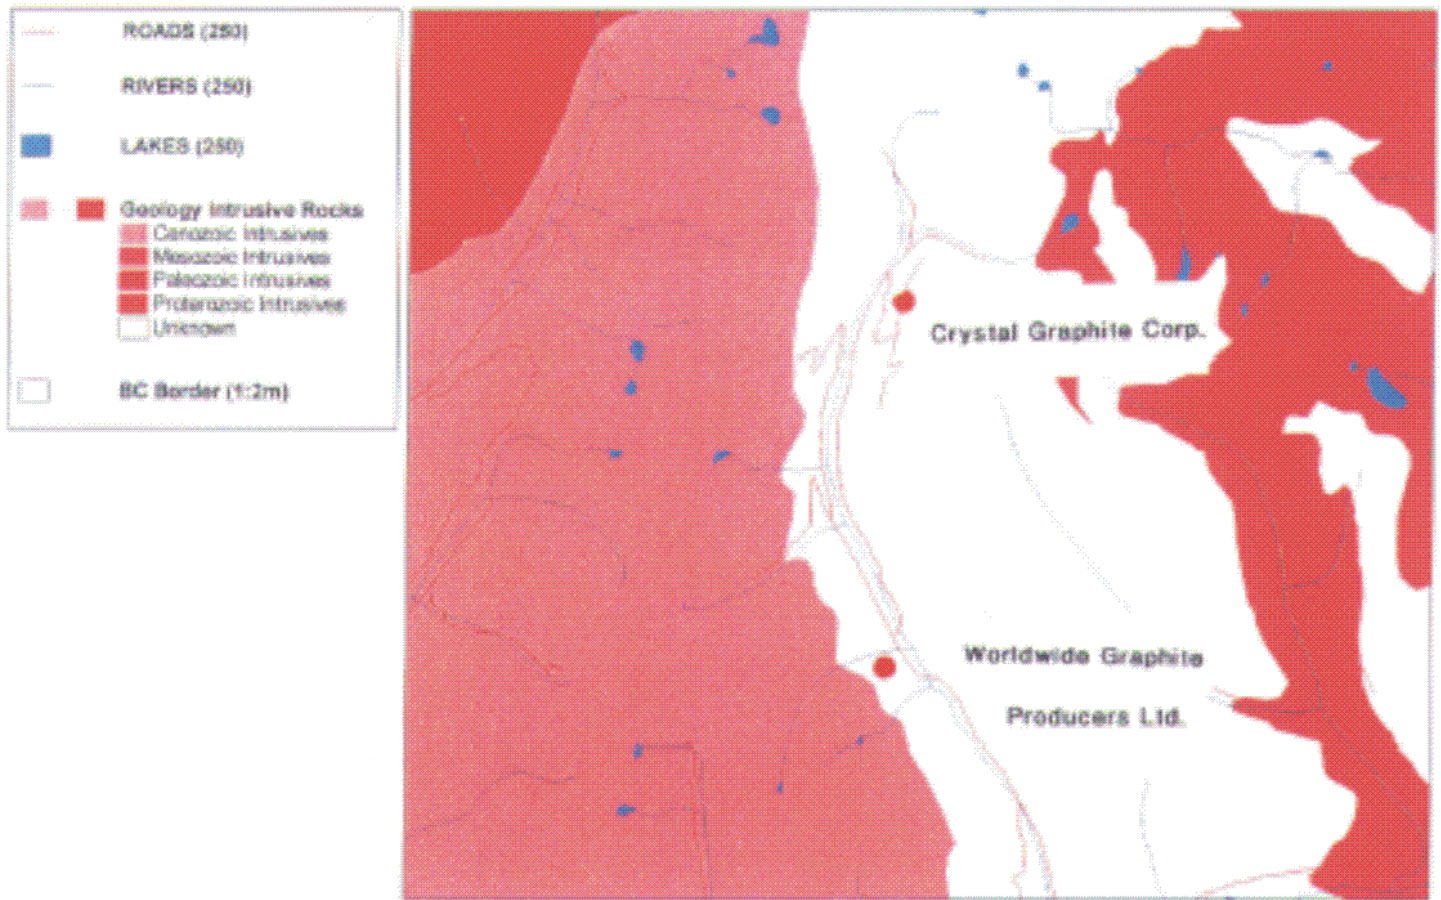 ROADS (250)
RIVERS (250)
LAKES (250)
Geology Intrusive Rocks
Cenozoic Intrusives
Mesozoic Intrusives
Paleozoic Intrusives
Proterozoic Intrusives
Unknown
BC Border (1:2m)
Crystal Graphite Corp.
Worldwide Graphite
Producers Ltd.